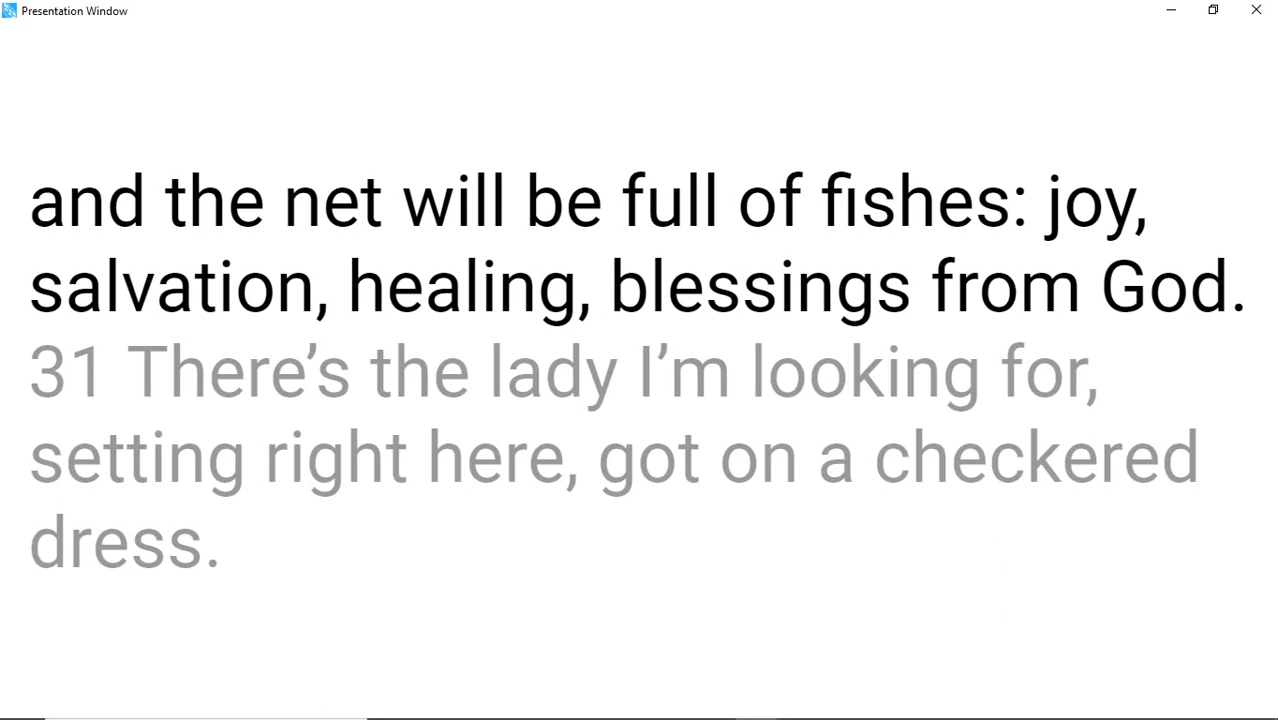 Presentation Window
and the net will be full of fishes: joy,
salvation, healing, blessings from God.
31 There’s the lady I’m looking for,
setting right here, got on a checkered
dress.